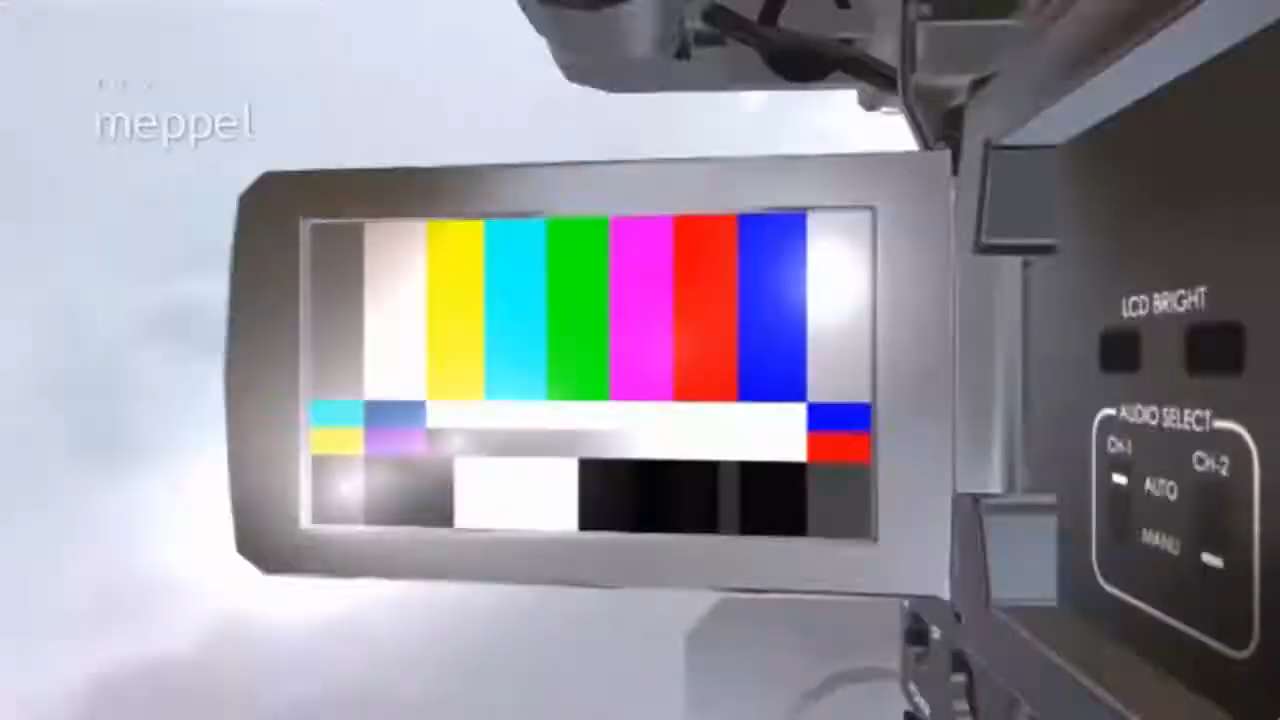 meppel
LCD BRIGHT
AUDIO SELECT
CH-1
CH-2
AUTO
MANU